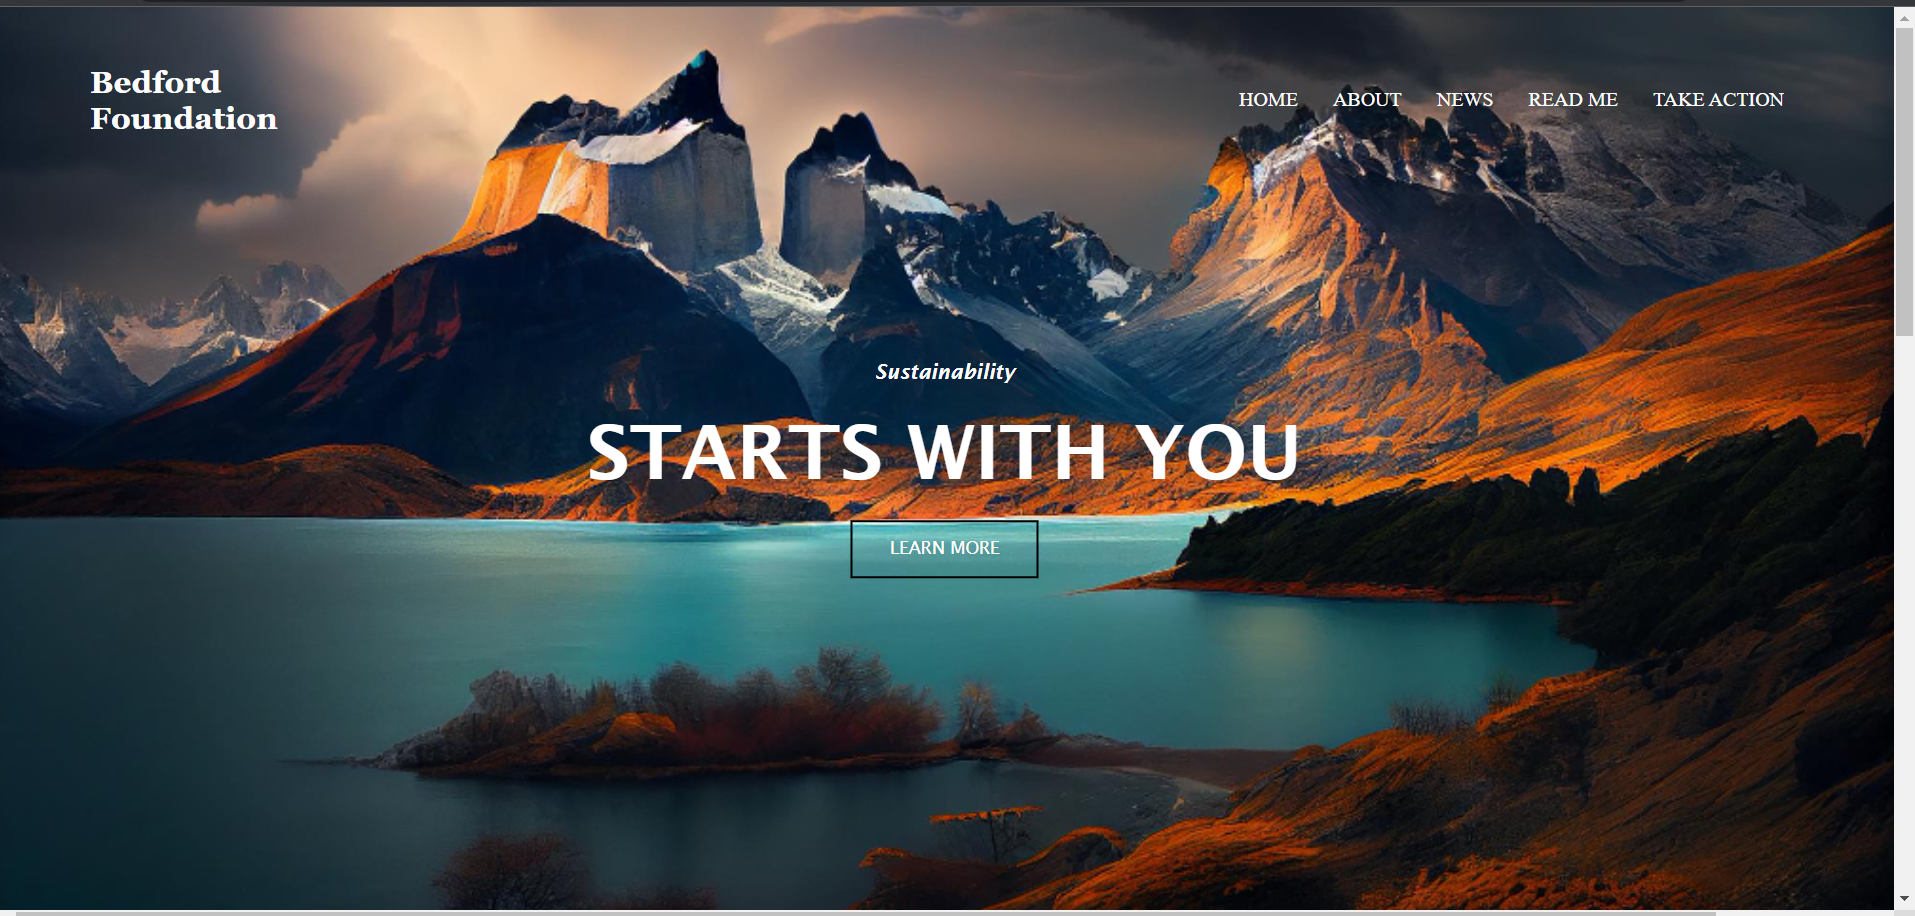 Bedford
Foundation
HOME ABOUT NEWS READ ME TAKE ACTION
Sustainability
STARTS WITH YOU
LEARN MORE